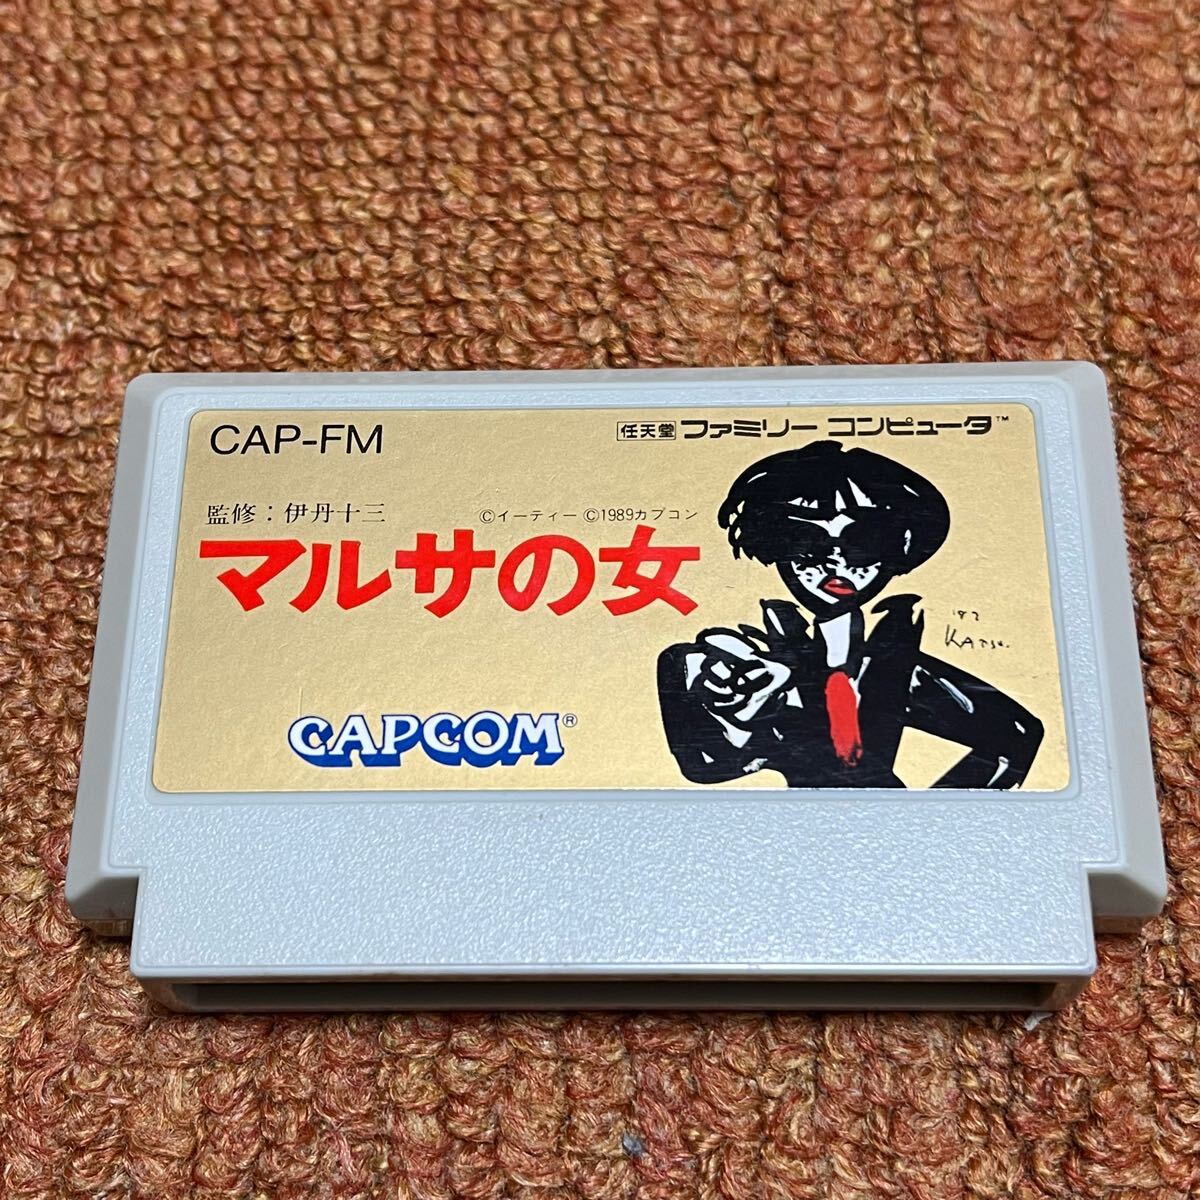 CAP-FM
任天堂 ファミリー コンピュータ™
監修：伊丹十三
©イーティー ©1989カプコン
マルサの女
'87
KATSU.
CAPCOM®